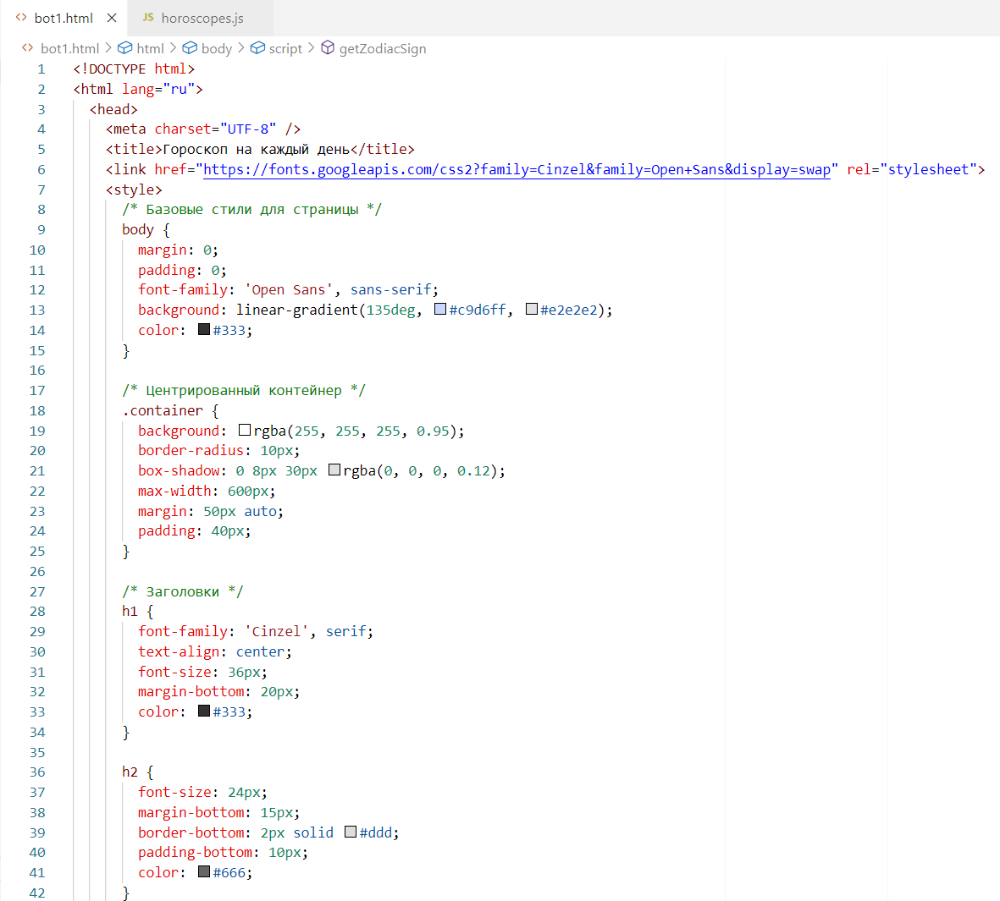 <> bot1.html ×
JS horoscopes.js
<> bot1.html > html > body > script > getZodiacSign
1 <!DOCTYPE html>
2 <html lang="ru">
3 <head>
4 <meta charset="UTF-8" />
5 <title>Гороскоп на каждый день</title>
6 <link href="https://fonts.googleapis.com/css2?family=Cinzel&family=Open+Sans&display=swap" rel="stylesheet">
7 <style>
8 /* Базовые стили для страницы */
9 body {
10 margin: 0;
11 padding: 0;
12 font-family: 'Open Sans', sans-serif;
13 background: linear-gradient(135deg, #c9d6ff, #e2e2e2);
14 color: #333;
15 }
16
17 /* Центрированный контейнер */
18 .container {
19 background: rgba(255, 255, 255, 0.95);
20 border-radius: 10px;
21 box-shadow: 0 8px 30px rgba(0, 0, 0, 0.12);
22 max-width: 600px;
23 margin: 50px auto;
24 padding: 40px;
25 }
26
27 /* Заголовки */
28 h1 {
29 font-family: 'Cinzel', serif;
30 text-align: center;
31 font-size: 36px;
32 margin-bottom: 20px;
33 color: #333;
34 }
35
36 h2 {
37 font-size: 24px;
38 margin-bottom: 15px;
39 border-bottom: 2px solid #ddd;
40 padding-bottom: 10px;
41 color: #666;
42 }